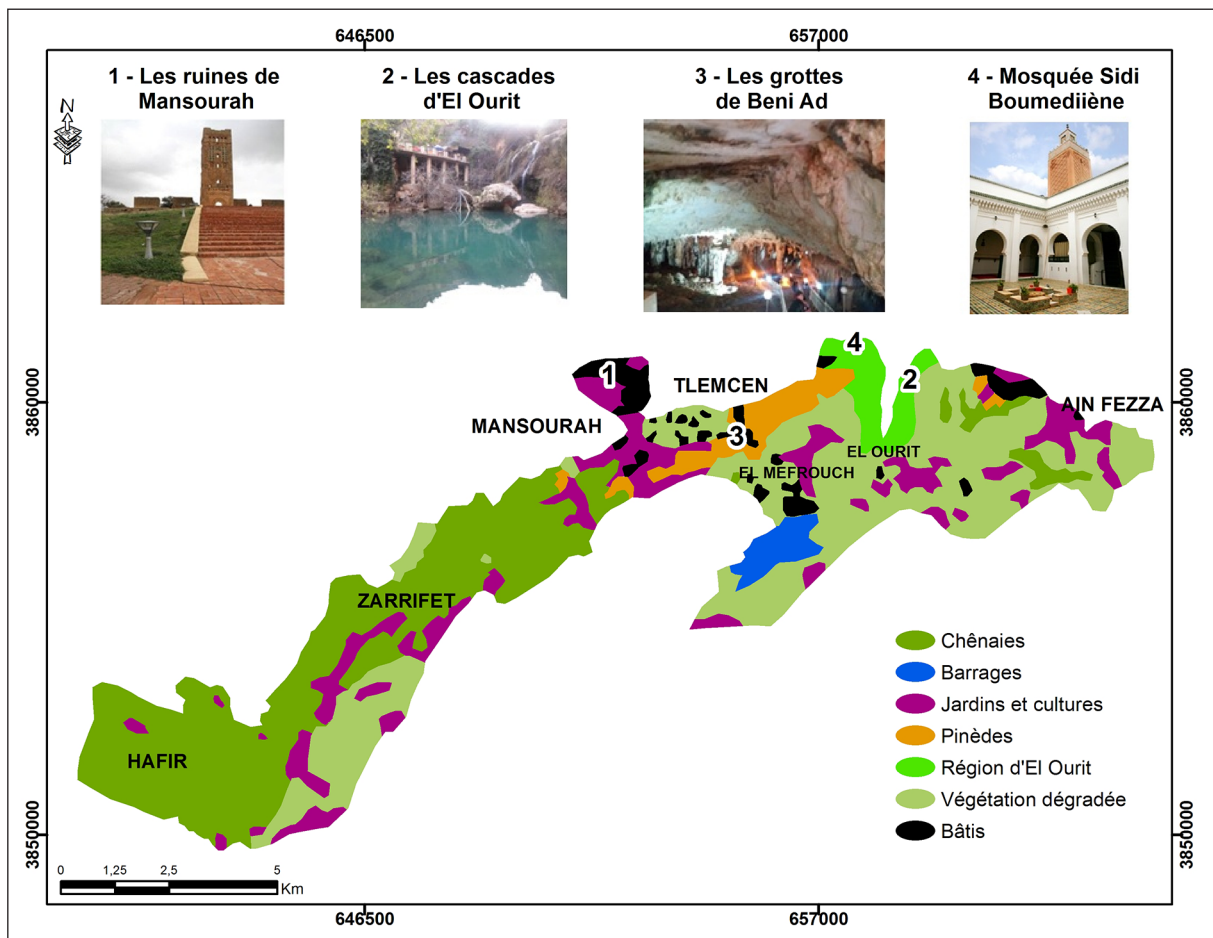 646500
657000
1 - Les ruines de
Mansourah
2 - Les cascades
d'El Ourit
3 - Les grottes
de Beni Ad
4 - Mosquée Sidi
Boumediiène
N
3860000
3860000
1
4
2
TLEMCEN
AIN FEZZA
MANSOURAH
3
EL OURIT
EL MEFROUCH
ZARRIFET
HAFIR
Chênaies
Barrages
Jardins et cultures
Pinèdes
Région d'El Ourit
Végétation dégradée
Bâtis
3850000
3850000
0 1,25 2,5 5
Km
646500
657000